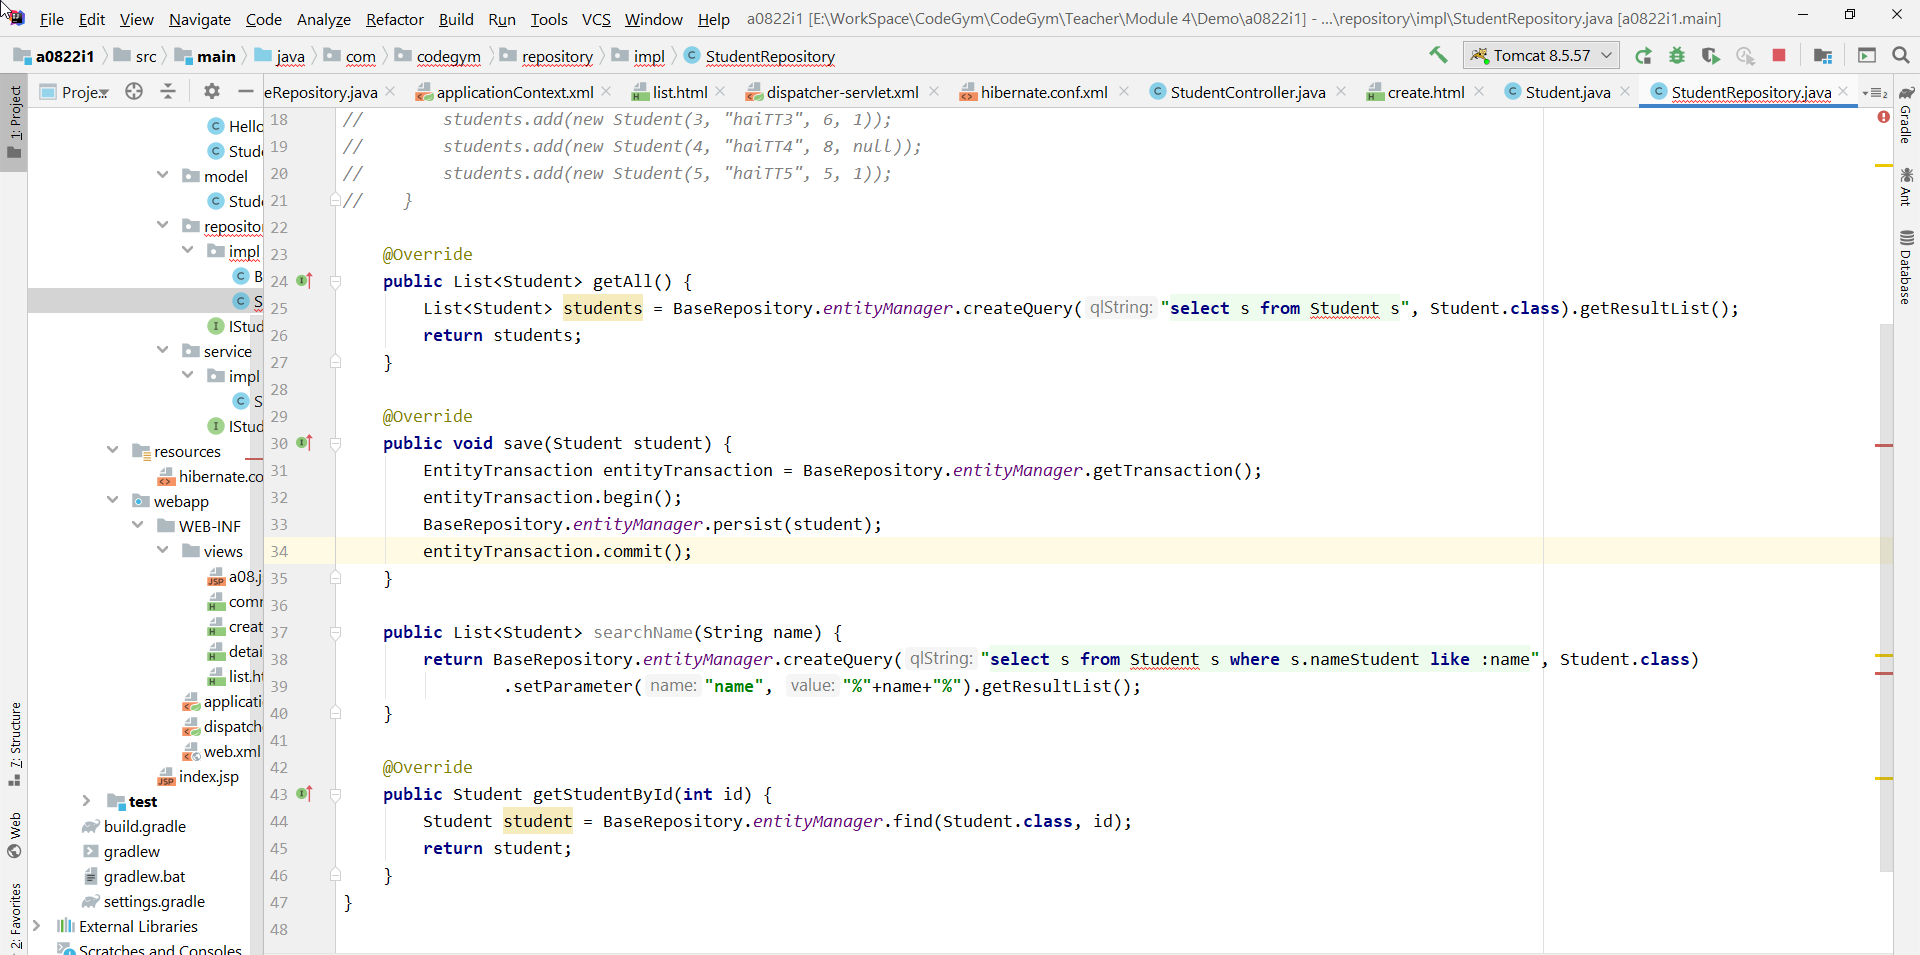 File Edit View Navigate Code Analyze Refactor Build Run Tools VCS Window Help a0822i1 [E:\WorkSpace\CodeGym\CodeGym\Teacher\Module 4\Demo\a0822i1] - ...\repository\impl\StudentRepository.java [a0822i1.main]
a0822i1 src main java com codegym repository impl StudentRepository Tomcat 8.5.57
Proje... eRepository.java applicationContext.xml list.html dispatcher-servlet.xml hibernate.conf.xml StudentController.java create.html Student.java StudentRepository.java
1: Project
7: Structure
Web
2: Favorites
Hello
Stude
model
Stude
repositor
impl
B
S
IStud
service
impl
S
IStud
resources
hibernate.co
webapp
WEB-INF
views
a08.j
comm
creat
detai
list.ht
applicati
dispatche
web.xml
index.jsp
test
build.gradle
gradlew
gradlew.bat
settings.gradle
External Libraries
Scratches and Consoles
18 // students.add(new Student(3, "haiTT3", 6, 1));
19 // students.add(new Student(4, "haiTT4", 8, null));
20 // students.add(new Student(5, "haiTT5", 5, 1));
21 // }
22
23 @Override
24 public List<Student> getAll() {
25 List<Student> students = BaseRepository.entityManager.createQuery( qlString: "select s from Student s", Student.class).getResultList();
26 return students;
27 }
28
29 @Override
30 public void save(Student student) {
31 EntityTransaction entityTransaction = BaseRepository.entityManager.getTransaction();
32 entityTransaction.begin();
33 BaseRepository.entityManager.persist(student);
34 entityTransaction.commit();
35 }
36
37 public List<Student> searchName(String name) {
38 return BaseRepository.entityManager.createQuery( qlString: "select s from Student s where s.nameStudent like :name", Student.class)
39 .setParameter( name: "name", value: "%"+name+"%").getResultList();
40 }
41
42 @Override
43 public Student getStudentById(int id) {
44 Student student = BaseRepository.entityManager.find(Student.class, id);
45 return student;
46 }
47 }
48
Gradle
Ant
Database